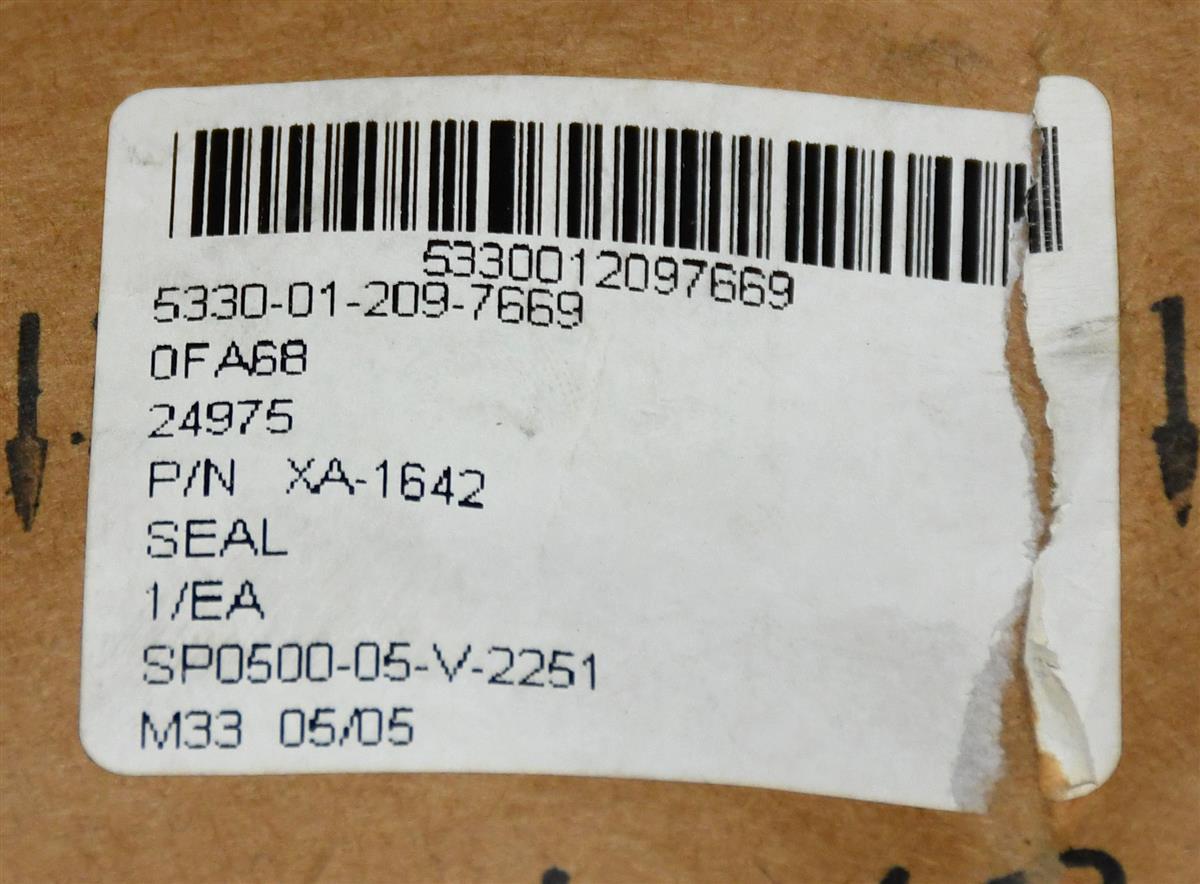 5330012097669
5330-01-209-7669
0FA68
24975
P/N XA-1642
SEAL
1/EA
SP0500-05-V-2251
M33 05/05